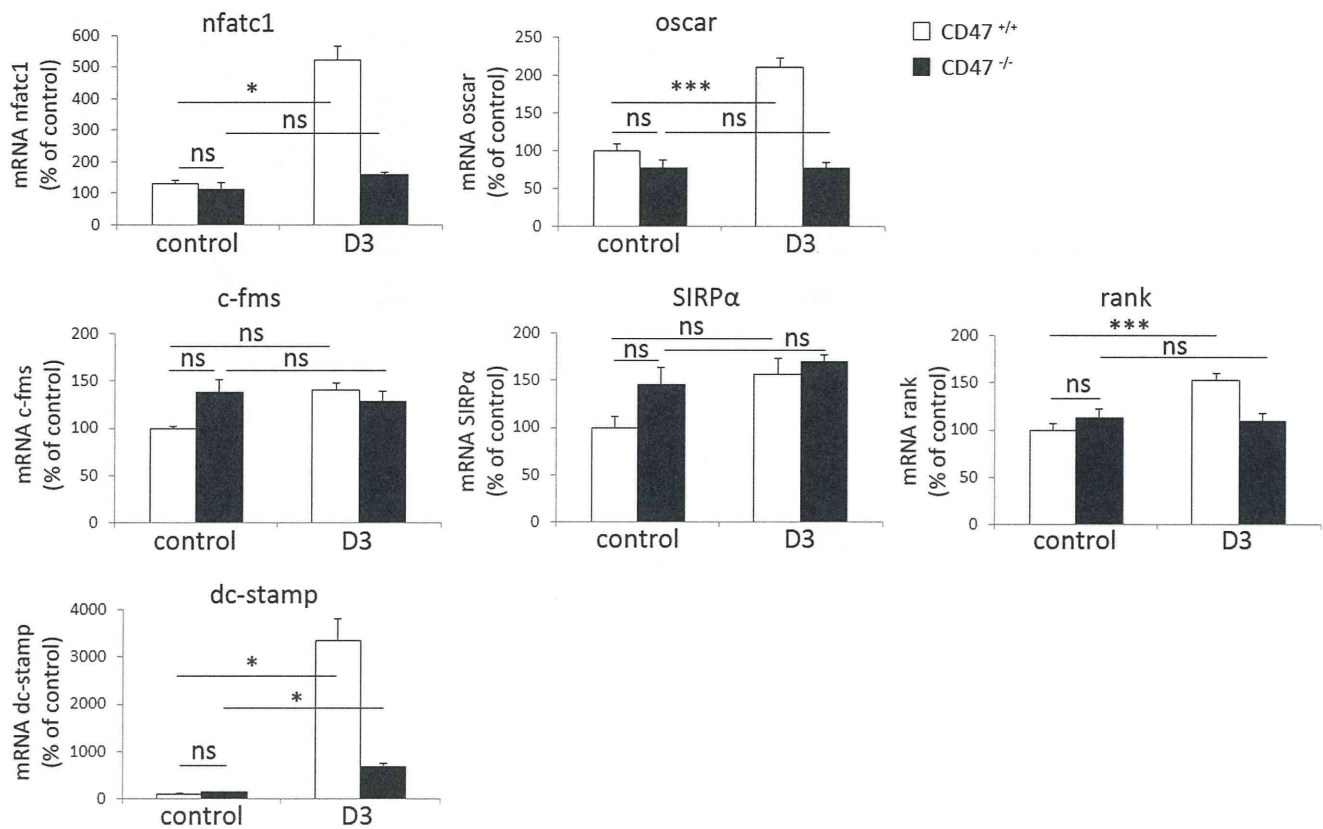 nfatc1
mRNA nfatc1
(% of control)
600
500
400
300
200
100
0
*
ns
ns
control
D3
oscar
mRNA oscar
(% of control)
250
200
150
100
50
0
***
ns
ns
control
D3
CD47 +/+
CD47 -/-
c-fms
mRNA c-fms
(% of control)
200
150
100
50
0
ns
ns
ns
control
D3
SIRPα
mRNA SIRPα
(% of control)
200
150
100
50
0
ns
ns
ns
control
D3
rank
mRNA rank
(% of control)
200
150
100
50
0
***
ns
ns
control
D3
dc-stamp
mRNA dc-stamp
(% of control)
4000
3000
2000
1000
0
*
*
ns
control
D3